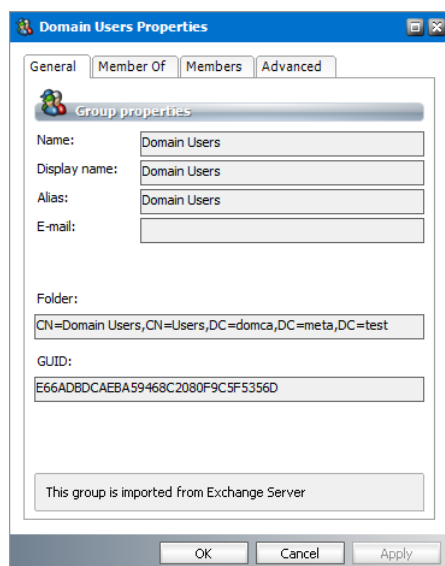 Domain Users Properties
General Member Of Members Advanced
Group properties
Name: Domain Users
Display name: Domain Users
Alias: Domain Users
E-mail:
Folder:
CN=Domain Users,CN=Users,DC=domca,DC=meta,DC=test
GUID:
E66ADBDCAEBA59468C2080F9C5F5356D
This group is imported from Exchange Server
OK Cancel Apply